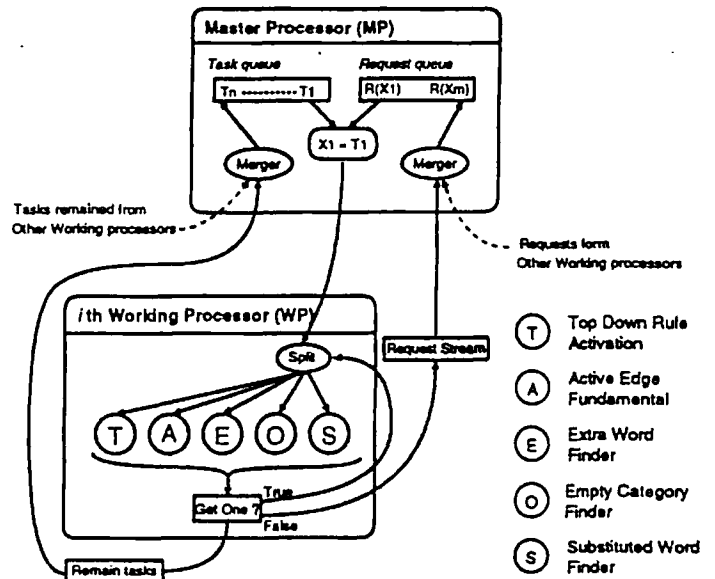 Master Processor (MP)
Task queue
Request queue
Tn ---------- T1
R(X1) R(Xm)
X1 = T1
Merger
Merger
Tasks remained from
Other Working processors
Requests form
Other Working processors
ith Working Processor (WP)
Split
Request Stream
T A E O S
Get One ?
True
False
Remain tasks
T Top Down Rule
Activation
A Active Edge
Fundamental
E Extra Word
Finder
O Empty Category
Finder
S Substituted Word
Finder